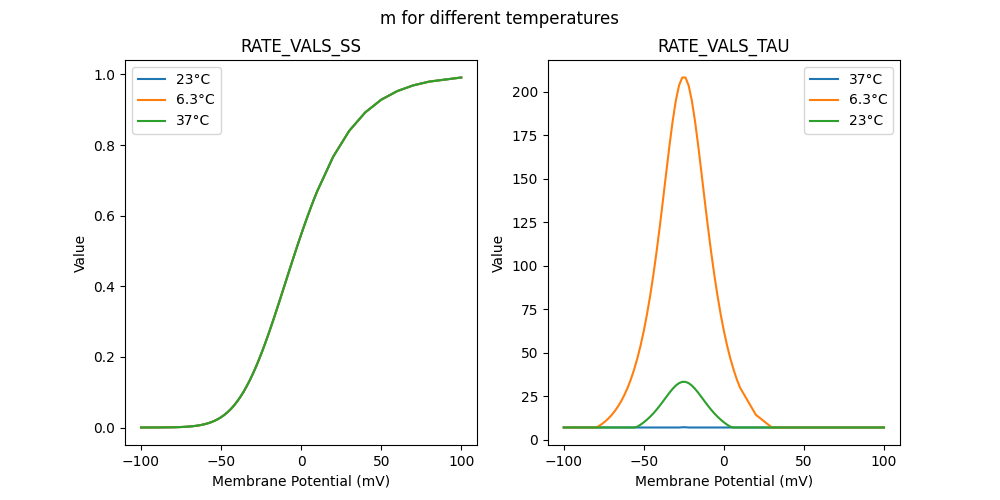 m for different temperatures
RATE_VALS_SS
RATE_VALS_TAU
23°C
6.3°C
37°C
37°C
6.3°C
23°C
1.0
0.8
0.6
0.4
0.2
0.0
Value
−100
−50
0
50
100
Membrane Potential (mV)
200
175
150
125
100
75
50
25
0
Value
−100
−50
0
50
100
Membrane Potential (mV)